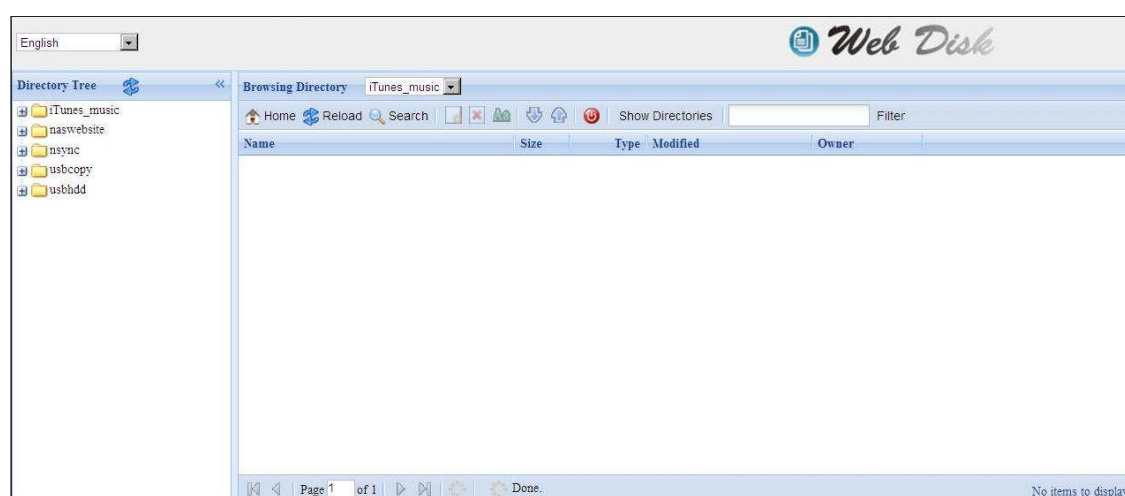 English
Web Disk
Directory Tree
Browsing Directory iTunes_music
iTunes_music
naswebsite
nsync
usbcopy
usbhdd
Home Reload Search Show Directories Filter
Name Size Type Modified Owner
Page 1 of 1 Done.
No items to display